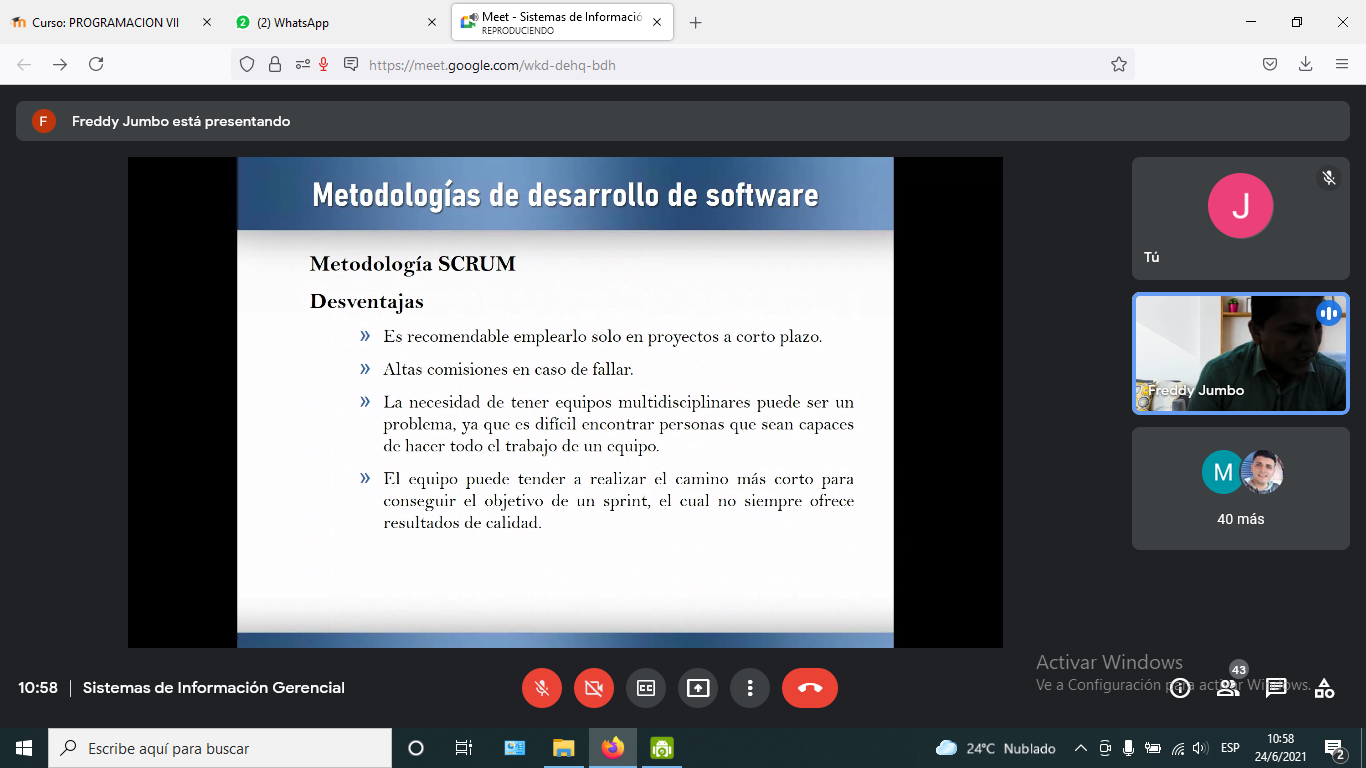 Curso: PROGRAMACION VII
2
(2) WhatsApp
Meet - Sistemas de Informació
REPRODUCIENDO
https://meet.google.com/wkd-dehq-bdh
F
Freddy Jumbo está presentando
Metodologías de desarrollo de software
Metodología SCRUM
Desventajas
» Es recomendable emplearlo solo en proyectos a corto plazo.
» Altas comisiones en caso de fallar.
» La necesidad de tener equipos multidisciplinares puede ser un
problema, ya que es difícil encontrar personas que sean capaces
de hacer todo el trabajo de un equipo.
» El equipo puede tender a realizar el camino más corto para
conseguir el objetivo de un sprint, el cual no siempre ofrece
resultados de calidad.
J
Tú
Freddy Jumbo
M
40 más
Activar Windows
Ve a Configuración para activar Windows.
10:58 | Sistemas de Información Gerencial
43
Escribe aquí para buscar
24°C Nublado
ESP
10:58
24/6/2021
2